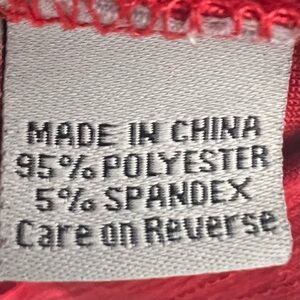 MADE IN CHINA
95% POLYESTER
5% SPANDEX
Care on Reverse